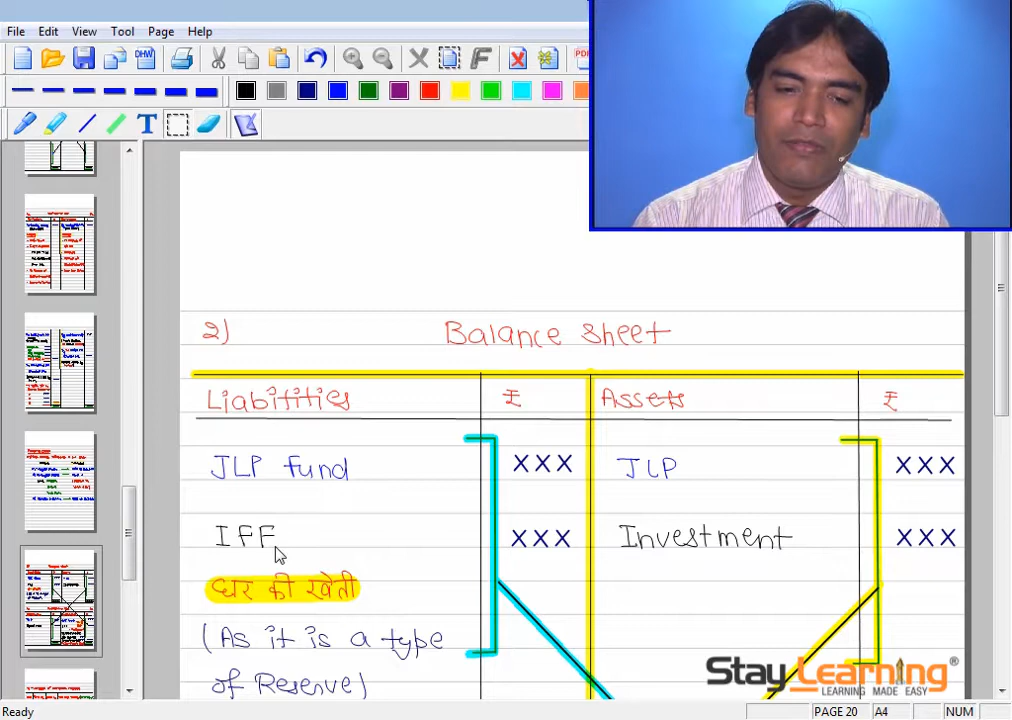 File Edit View Tool Page Help
2) Balance Sheet
Liabilities ₹ Assets ₹
JLP fund XXX JLP XXX
IFF XXX Investment XXX
घर की खेती
(As it is a type
of Reserve)
StayLearning®
LEARNING MADE EASY
Ready PAGE 20 A4 NUM